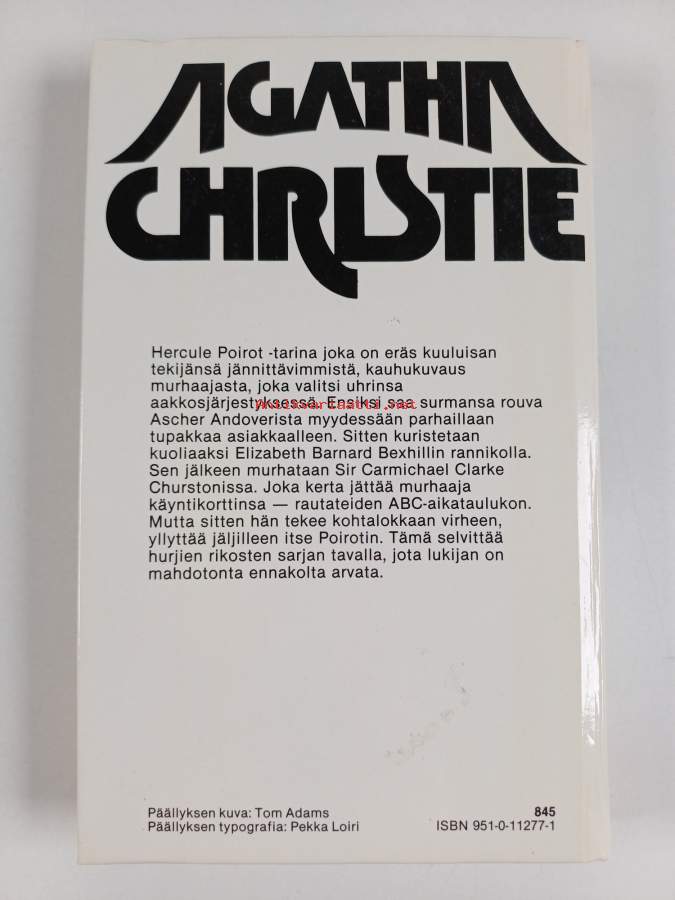 AGATHA
CHRISTIE
Hercule Poirot -tarina joka on eräs kuuluisan
tekijänsä jännittävimmistä, kauhukuvaus
murhaajasta, joka valitsi uhrinsa
aakkosjärjestyksessä. Ensiksi saa surmansa rouva
Antikvariaatti.net
Ascher Andoverista myydessään parhaillaan
tupakkaa asiakkaalleen. Sitten kuristetaan
kuoliaaksi Elizabeth Barnard Bexhillin rannikolla.
Sen jälkeen murhataan Sir Carmichael Clarke
Churstonissa. Joka kerta jättää murhaaja
käyntikorttinsa — rautateiden ABC-aikataulukon.
Mutta sitten hän tekee kohtalokkaan virheen,
yllyttää jäljilleen itse Poirotin. Tämä selvittää
hurjien rikosten sarjan tavalla, jota lukijan on
mahdotonta ennakolta arvata.
Päällyksen kuva: Tom Adams
Päällyksen typografia: Pekka Loiri
845
ISBN 951-0-11277-1